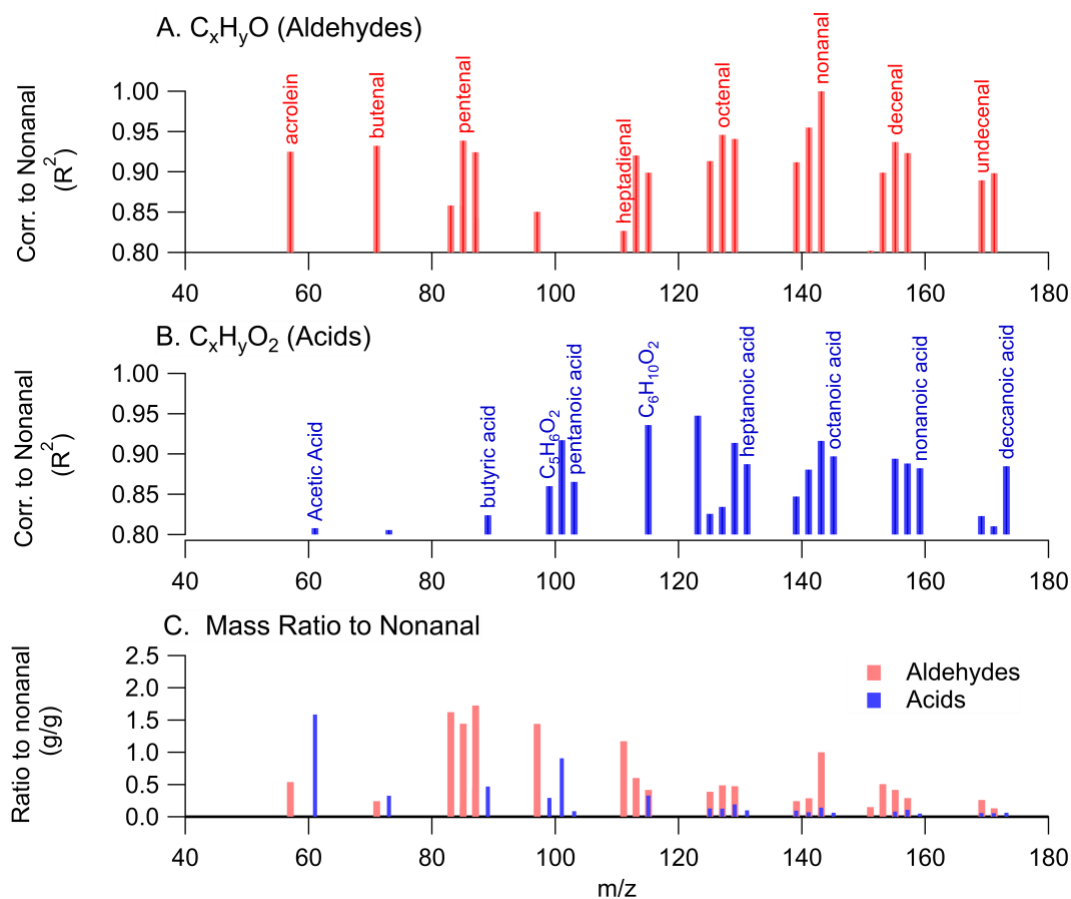 A. CxHyO (Aldehydes)
Corr. to Nonanal
(R2)
1.00
0.95
0.90
0.85
0.80
acrolein
butenal
pentenal
heptadienal
octenal
nonanal
decenal
undecenal
40 60 80 100 120 140 160 180
B. CxHyO2 (Acids)
Corr. to Nonanal
(R2)
1.00
0.95
0.90
0.85
0.80
Acetic Acid
butyric acid
C5H6O2
pentanoic acid
C6H10O2
heptanoic acid
octanoic acid
nonanoic acid
deccanoic acid
40 60 80 100 120 140 160 180
C. Mass Ratio to Nonanal
Ratio to nonanal
(g/g)
2.5
2.0
1.5
1.0
0.5
0.0
Aldehydes
Acids
40 60 80 100 120 140 160 180
m/z